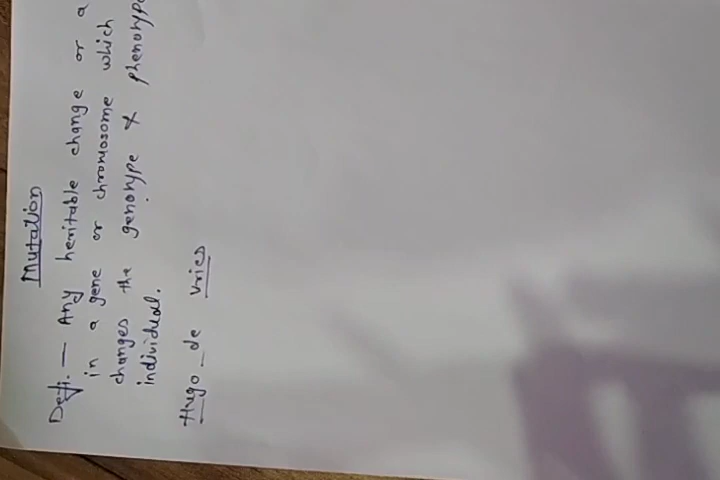 Mutation
Defi. — Any heritable change or a
in a gene or chromosome which
changes the genotype & phenotype
individual.
Hugo de Vries